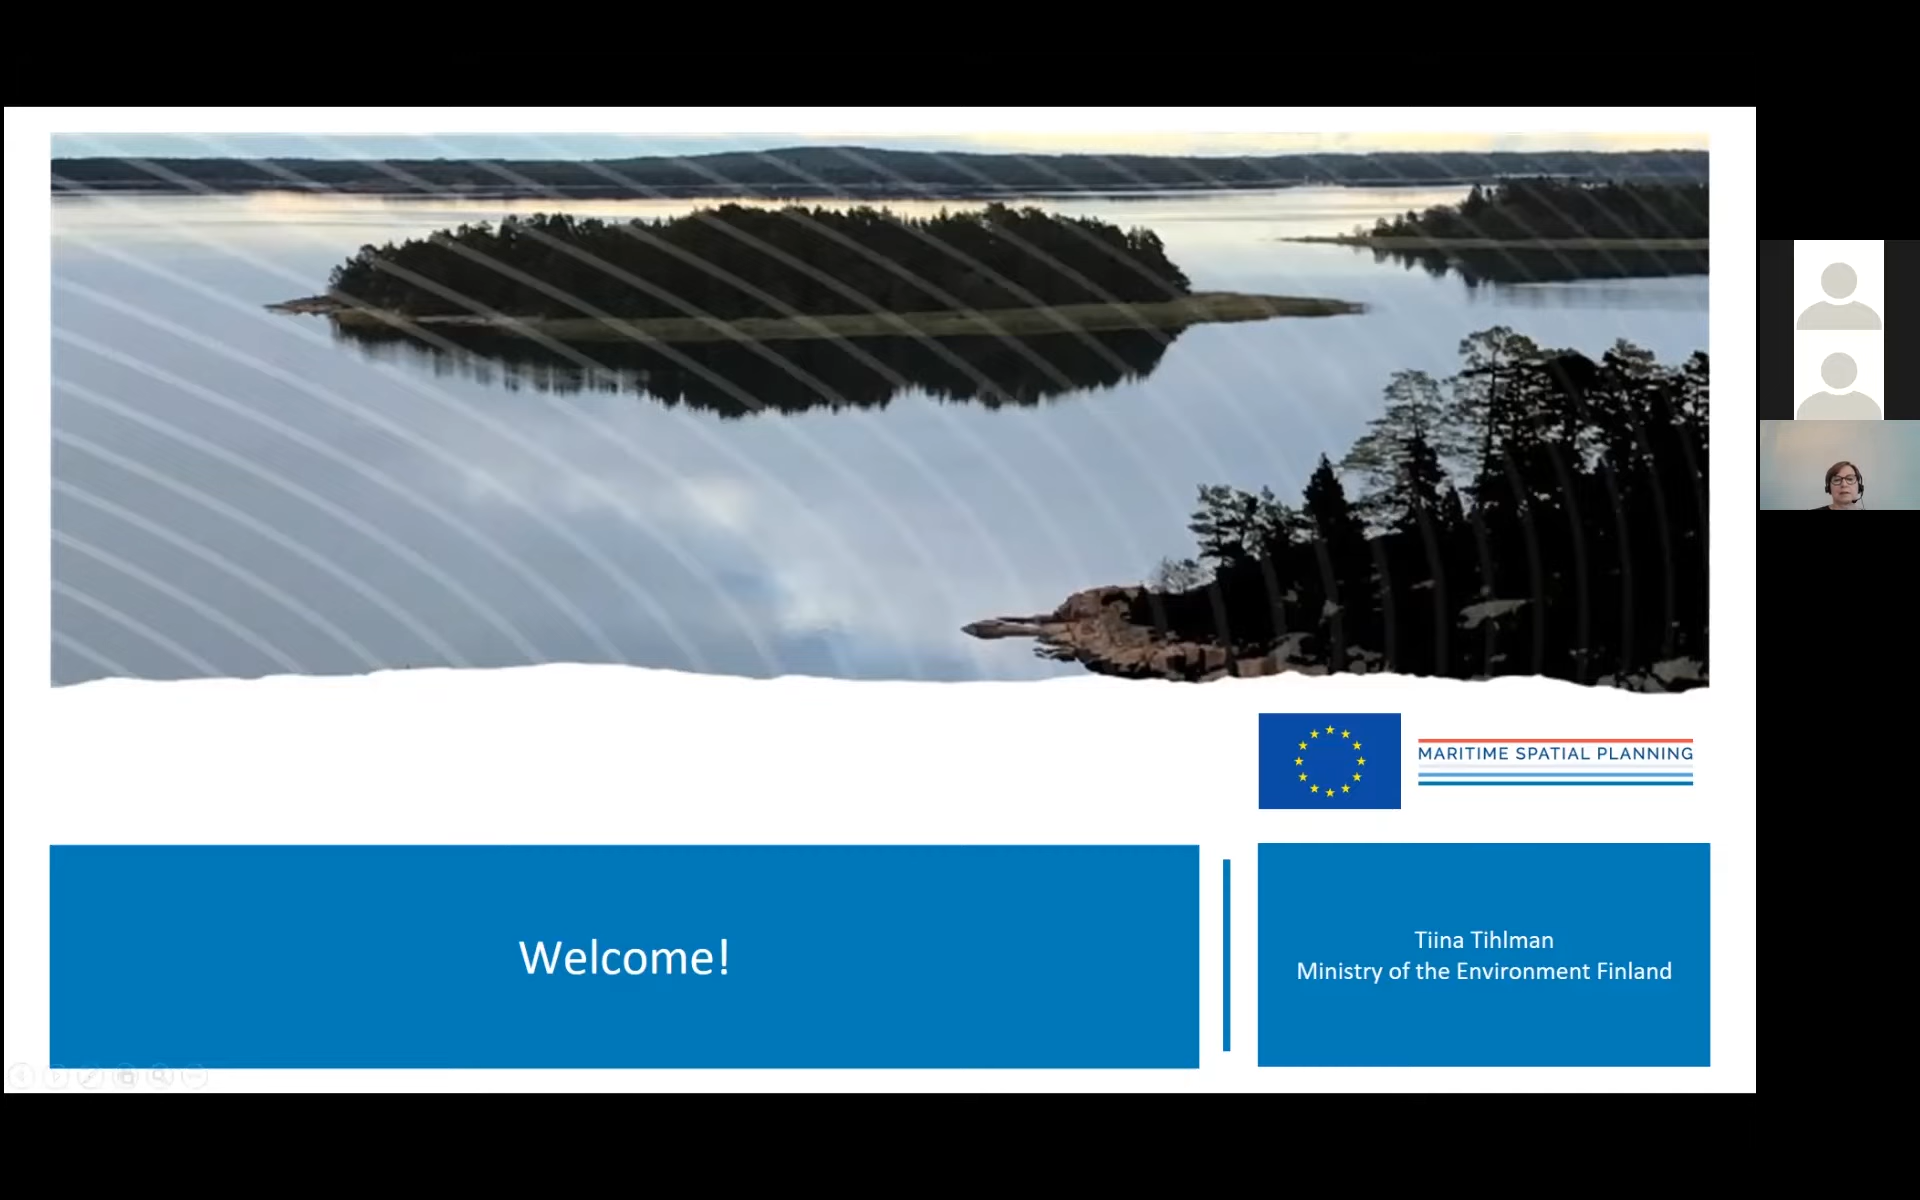 MARITIME SPATIAL PLANNING
Welcome!
Tiina Tihlman
Ministry of the Environment Finland